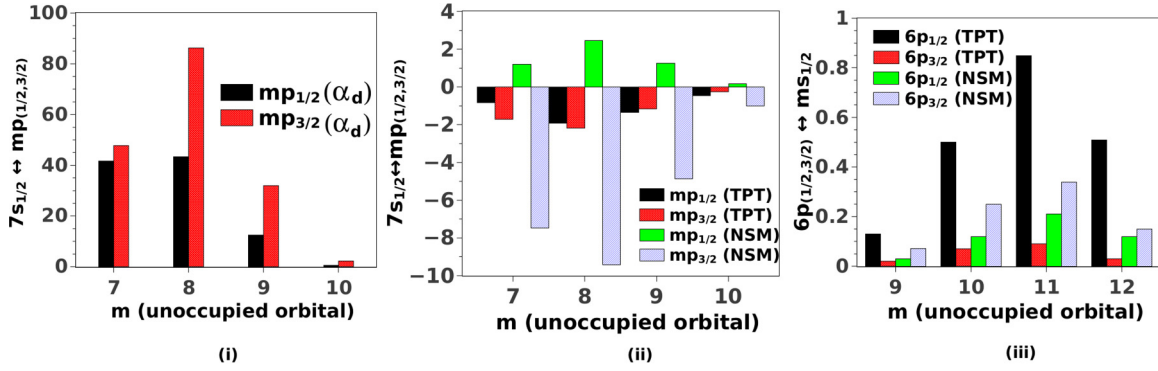 100
80
60
40
20
0
7s1/2 ↔ mp(1/2,3/2)
mp1/2(αd)
mp3/2(αd)
7 8 9 10
m (unoccupied orbital)
(i)
4
2
0
−2
−4
−6
−8
−10
7s1/2↔mp(1/2,3/2)
mp1/2 (TPT)
mp3/2 (TPT)
mp1/2 (NSM)
mp3/2 (NSM)
7 8 9 10
m (unoccupied orbital)
(ii)
1
0.8
0.6
0.4
0.2
0
6p(1/2,3/2) ↔ ms1/2
6p1/2 (TPT)
6p3/2 (TPT)
6p1/2 (NSM)
6p3/2 (NSM)
9 10 11 12
m (unoccupied orbital)
(iii)